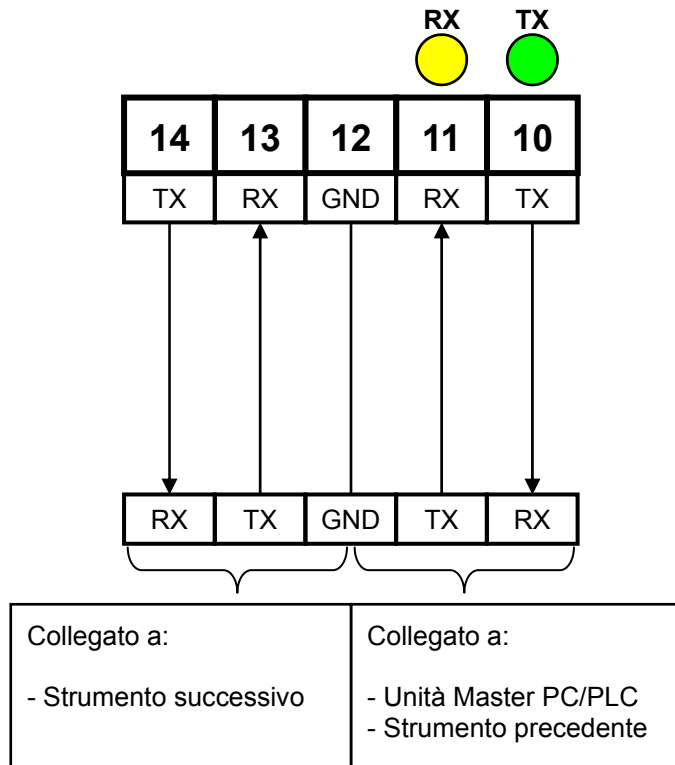 RX TX
14 13 12 11 10
TX RX GND RX TX
RX TX GND TX RX
Collegato a:
- Strumento successivo
Collegato a:
- Unità Master PC/PLC
- Strumento precedente